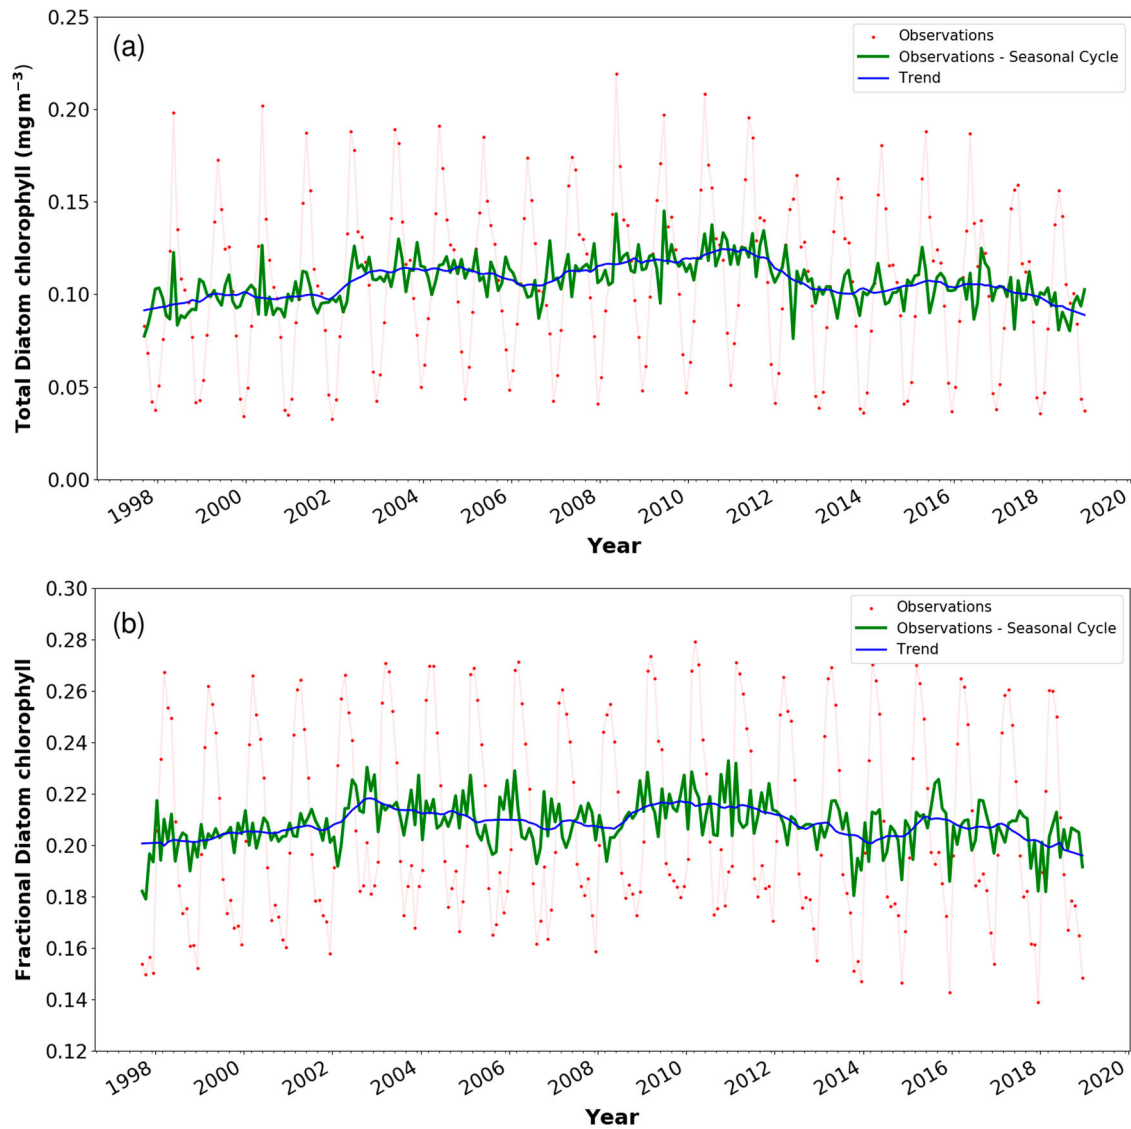 (a)
Observations
Observations - Seasonal Cycle
Trend
Total Diatom chlorophyll (mg m⁻³)
0.25
0.20
0.15
0.10
0.05
0.00
1998 2000 2002 2004 2006 2008 2010 2012 2014 2016 2018 2020
Year
(b)
Observations
Observations - Seasonal Cycle
Trend
Fractional Diatom chlorophyll
0.30
0.28
0.26
0.24
0.22
0.20
0.18
0.16
0.14
0.12
1998 2000 2002 2004 2006 2008 2010 2012 2014 2016 2018 2020
Year